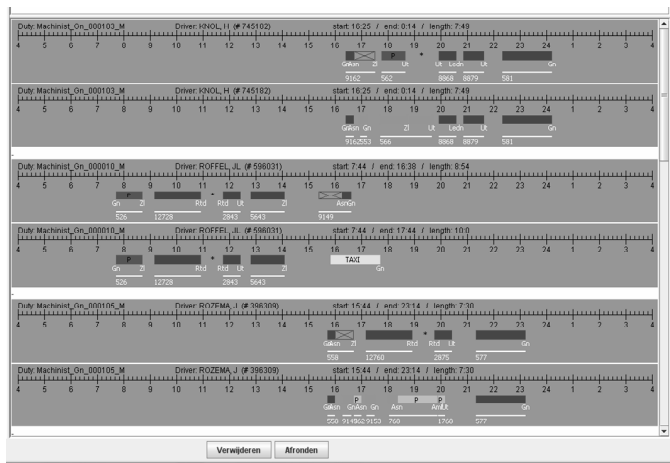 Duty: Machinist_Gn_000103_M Driver: KNOL, H (# 745102) start: 16:25 / end: 0:14 / length: 7:49
4 5 6 7 8 9 10 11 12 13 14 15 16 17 18 19 20 21 22 23 24 1 2 3 4
P *
GnAsn Zl Ut Ut Ledn Ut Gn
9162 562 8868 8879 581
Duty: Machinist_Gn_000103_M Driver: KNOL, H (# 745182) start: 16:25 / end: 0:14 / length: 7:49
4 5 6 7 8 9 10 11 12 13 14 15 16 17 18 19 20 21 22 23 24 1 2 3 4
GnAsn Gn Zl Ut Ledn Ut Gn
9162553 566 8868 8879 581
Duty: Machinist_Gn_000010_M Driver: ROFFEL, JL (# 596031) start: 7:44 / end: 16:38 / length: 8:54
4 5 6 7 8 9 10 11 12 13 14 15 16 17 18 19 20 21 22 23 24 1 2 3 4
P
Gn Zl Rtd Rtd Ut Zl AsnGn
526 12728 2843 5643 9149
Duty: Machinist_Gn_000010_M Driver: ROFFEL, JL (# 596031) start: 7:44 / end: 17:44 / length: 10:0
4 5 6 7 8 9 10 11 12 13 14 15 16 17 18 19 20 21 22 23 24 1 2 3 4
P * TAXI
Gn Zl Rtd Rtd Ut Zl Gn
526 12728 2843 5643
Duty: Machinist_Gn_000105_M Driver: ROZEMA, J (# 396309) start: 15:44 / end: 23:14 / length: 7:30
4 5 6 7 8 9 10 11 12 13 14 15 16 17 18 19 20 21 22 23 24 1 2 3 4
*
GnAsn Zl Rtd Rtd Ut Gn
558 12760 2875 577
Duty: Machinist_Gn_000105_M Driver: ROZEMA, J (# 396309) start: 15:44 / end: 23:14 / length: 7:30
4 5 6 7 8 9 10 11 12 13 14 15 16 17 18 19 20 21 22 23 24 1 2 3 4
P P P
GnAsn GnAsn Gn Asn Gn
9153 760 1760 577
Verwijderen Afronden